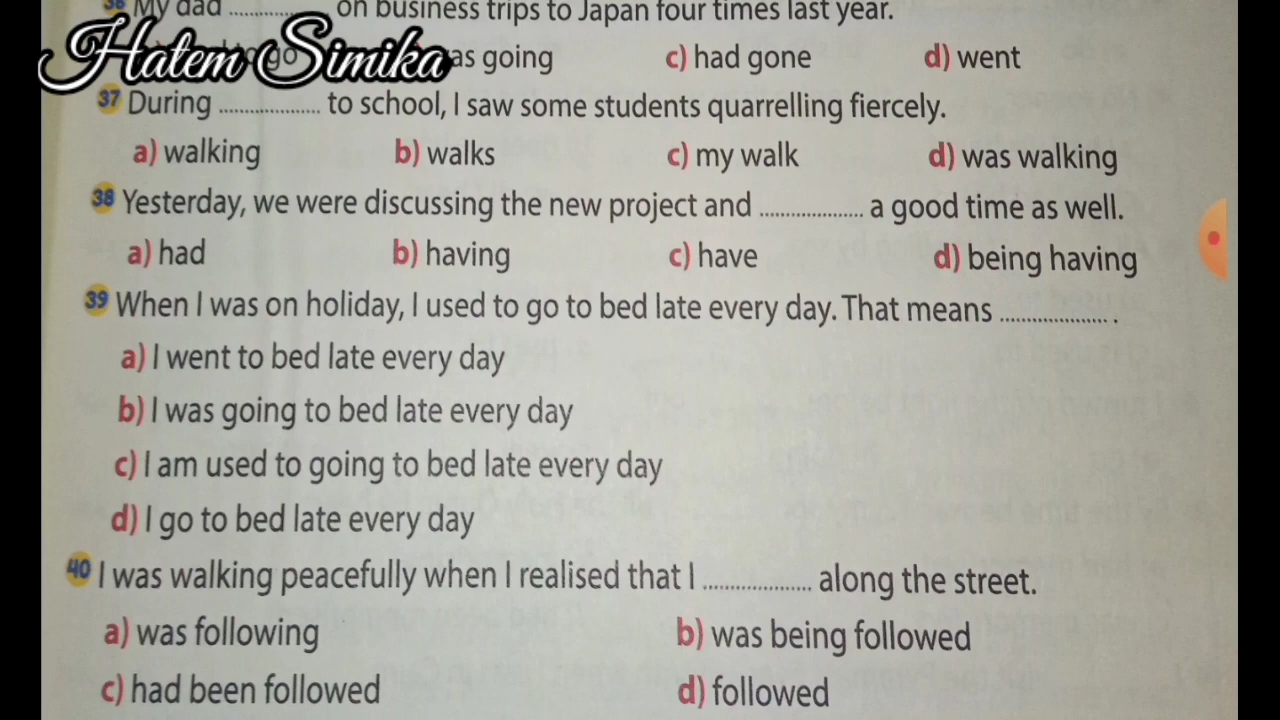 36 My dad .................. on business trips to Japan four times last year.
Hatem Simika
go as going c) had gone d) went
37 During .................. to school, I saw some students quarrelling fiercely.
a) walking b) walks c) my walk d) was walking
38 Yesterday, we were discussing the new project and .................. a good time as well.
a) had b) having c) have d) being having
39 When I was on holiday, I used to go to bed late every day. That means .................. .
a) I went to bed late every day
b) I was going to bed late every day
c) I am used to going to bed late every day
d) I go to bed late every day
40 I was walking peacefully when I realised that I .................. along the street.
a) was following b) was being followed
c) had been followed d) followed